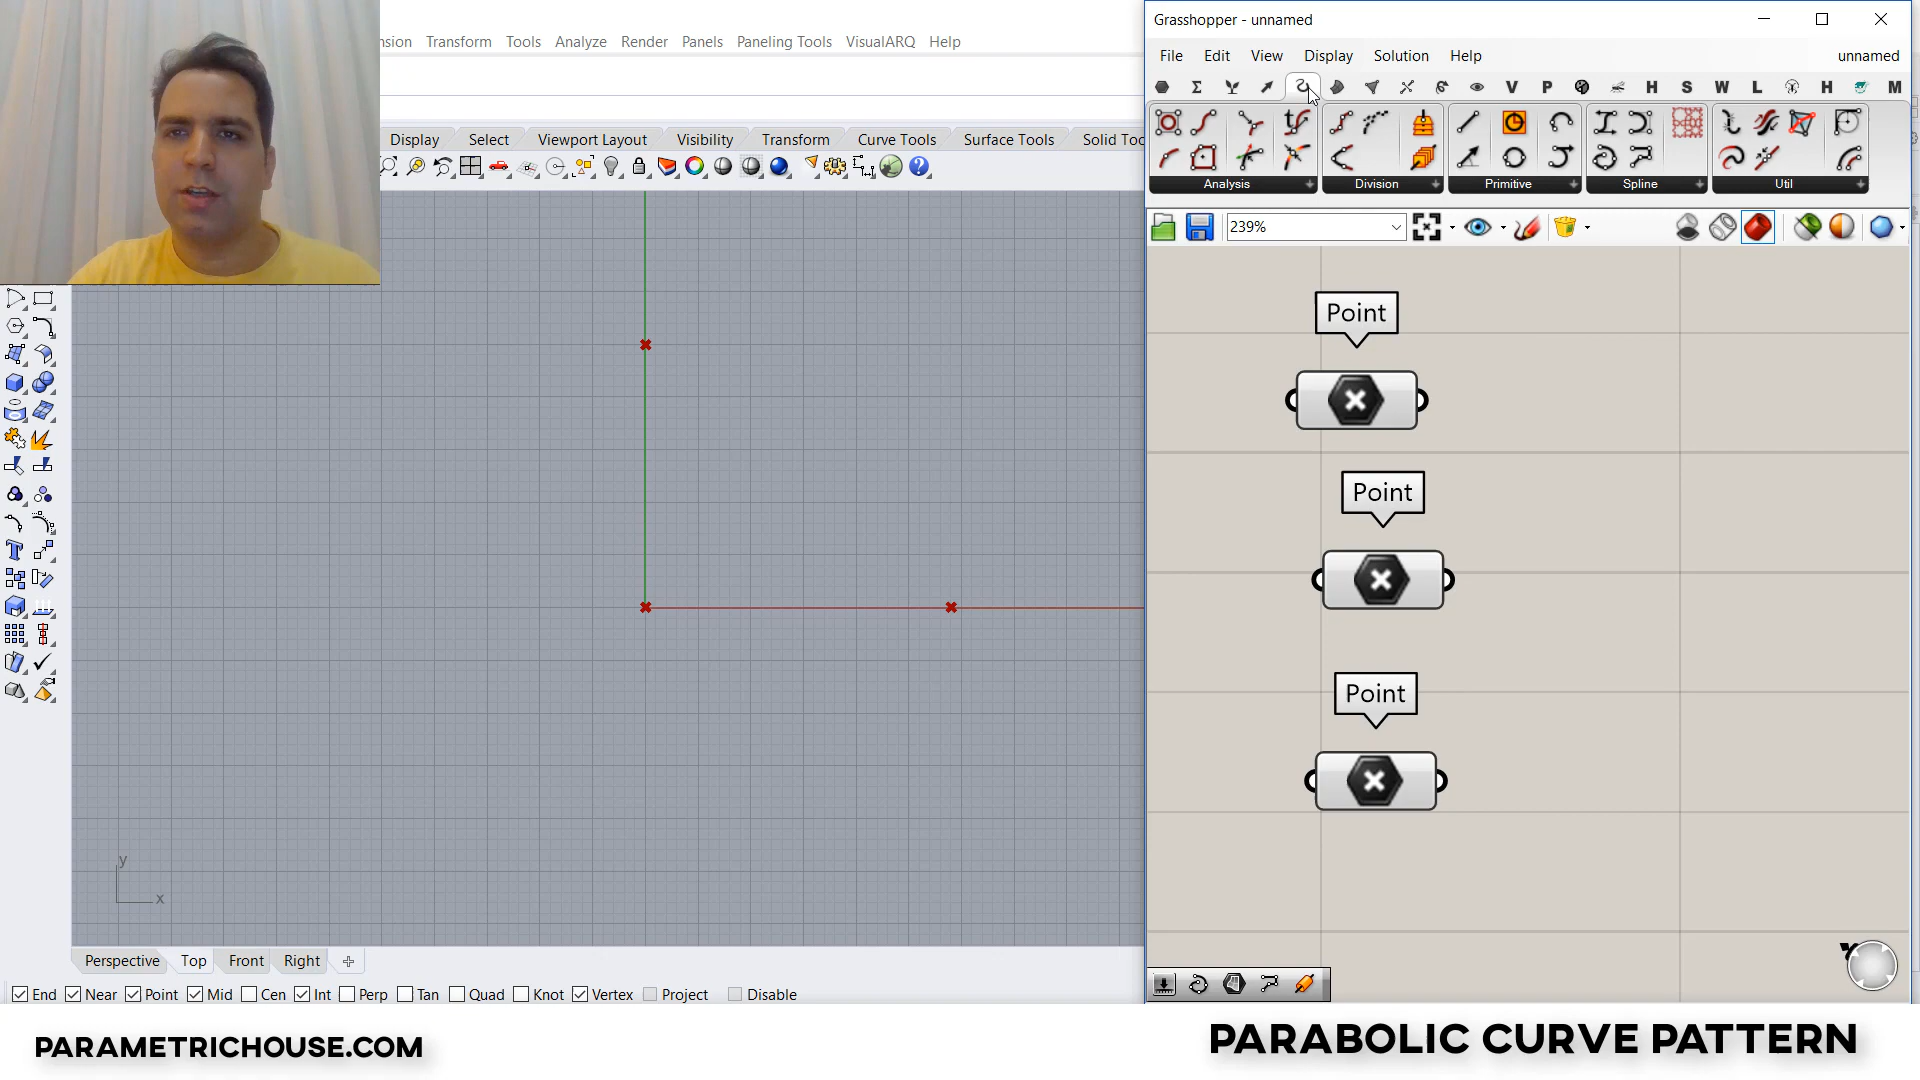 Grasshopper - unnamed
nsion Transform Tools Analyze Render Panels Paneling Tools VisualARQ Help
File Edit View Display Solution Help unnamed
V P H S W L H M
Display Select Viewport Layout Visibility Transform Curve Tools Surface Tools Solid Toc
Analysis Division Primitive Spline Util
239%
Point
Point
Point
y
x
Perspective Top Front Right
End Near Point Mid Cen Int Perp Tan Quad Knot Vertex Project Disable
PARAMETRICHOUSE.COM
PARABOLIC CURVE PATTERN